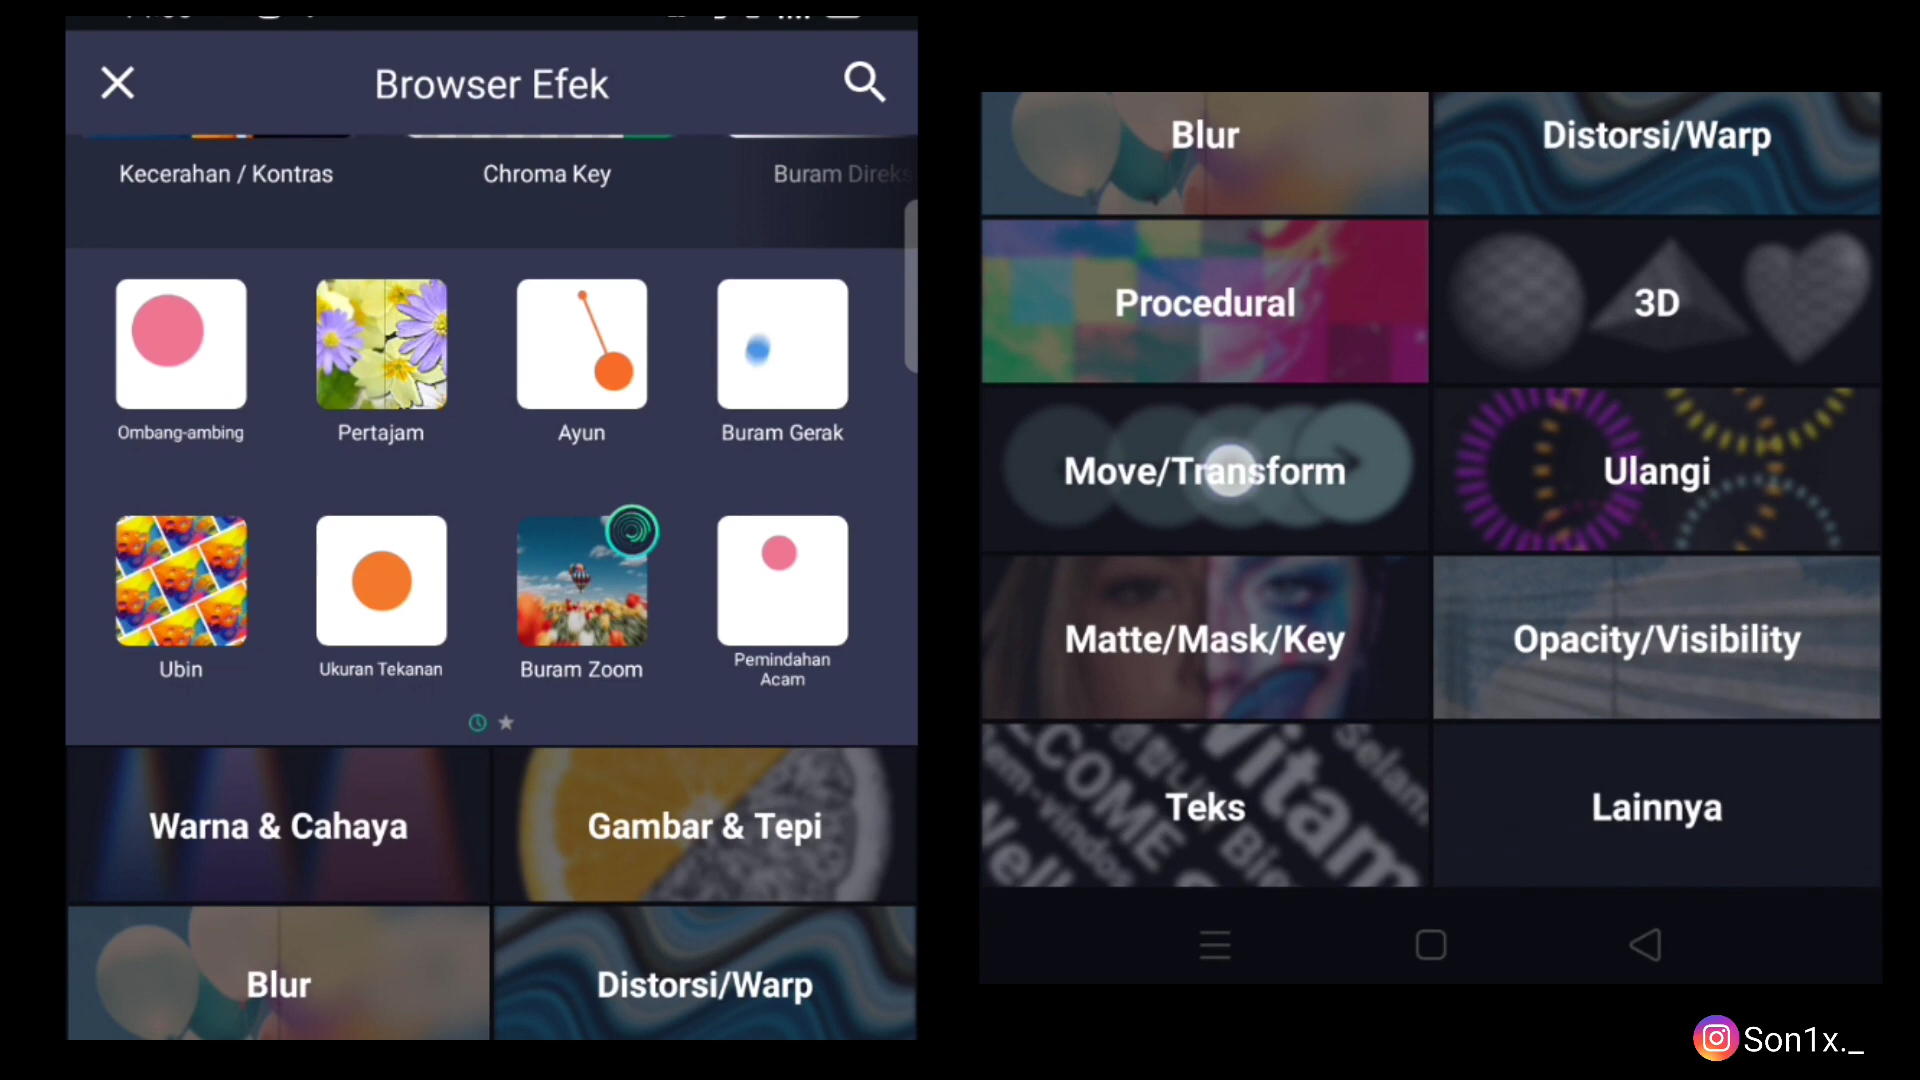 Browser Efek
Kecerahan / Kontras
Chroma Key
Buram Direks
Ombang-ambing
Pertajam
Ayun
Buram Gerak
Ubin
Ukuran Tekanan
Buram Zoom
Pemindahan
Acam
Warna & Cahaya
Gambar & Tepi
Blur
Distorsi/Warp
Blur
Distorsi/Warp
Procedural
3D
Move/Transform
Ulangi
Matte/Mask/Key
Opacity/Visibility
Teks
Lainnya
Son1x._